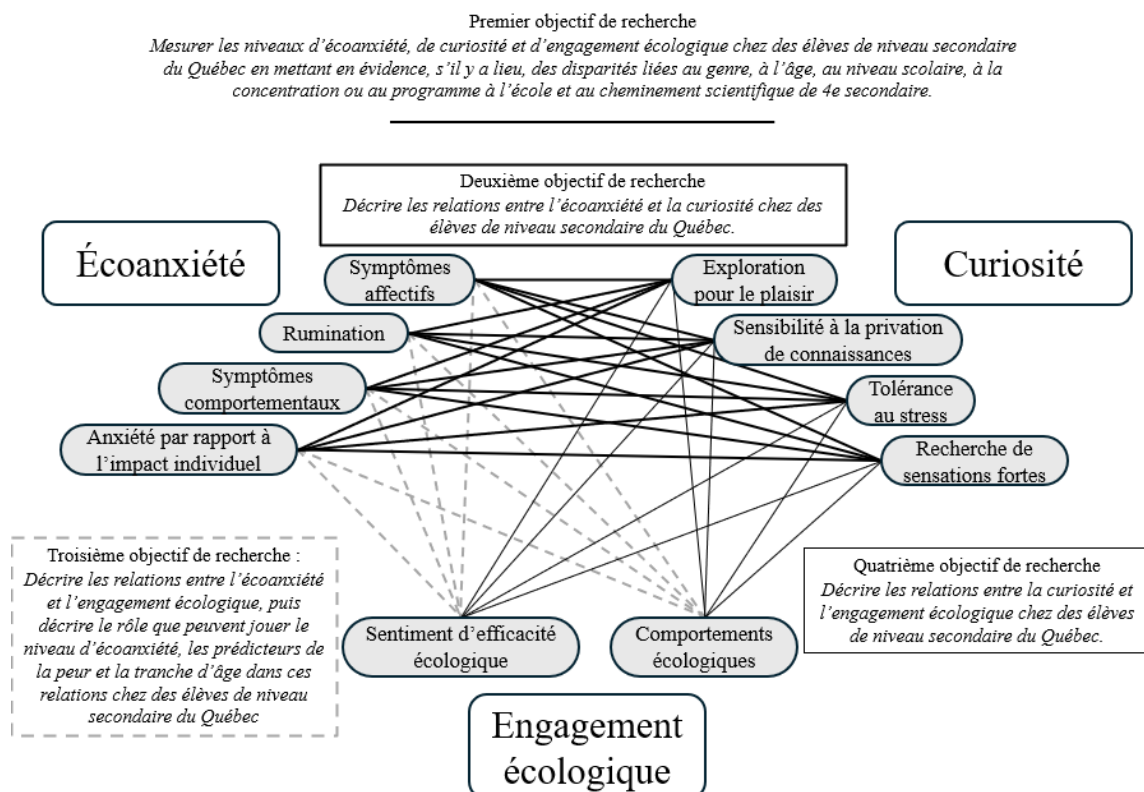 Premier objectif de recherche
Mesurer les niveaux d’écoanxiété, de curiosité et d’engagement écologique chez des élèves de niveau secondaire
du Québec en mettant en évidence, s’il y a lieu, des disparités liées au genre, à l’âge, au niveau scolaire, à la
concentration ou au programme à l’école et au cheminement scientifique de 4e secondaire.
Deuxième objectif de recherche
Décrire les relations entre l’écoanxiété et la curiosité chez des
élèves de niveau secondaire du Québec.
Écoanxiété
Curiosité
Symptômes
affectifs
Exploration
pour le plaisir
Rumination
Sensibilité à la privation
de connaissances
Symptômes
comportementaux
Tolérance
au stress
Anxiété par rapport à
l’impact individuel
Recherche de
sensations fortes
Troisième objectif de recherche :
Décrire les relations entre l’écoanxiété
et l’engagement écologique, puis
décrire le rôle que peuvent jouer le
niveau d’écoanxiété, les prédicteurs de
la peur et la tranche d’âge dans ces
relations chez des élèves de niveau
secondaire du Québec
Quatrième objectif de recherche
Décrire les relations entre la curiosité et
l’engagement écologique chez des élèves
de niveau secondaire du Québec.
Sentiment d’efficacité
écologique
Comportements
écologiques
Engagement
écologique